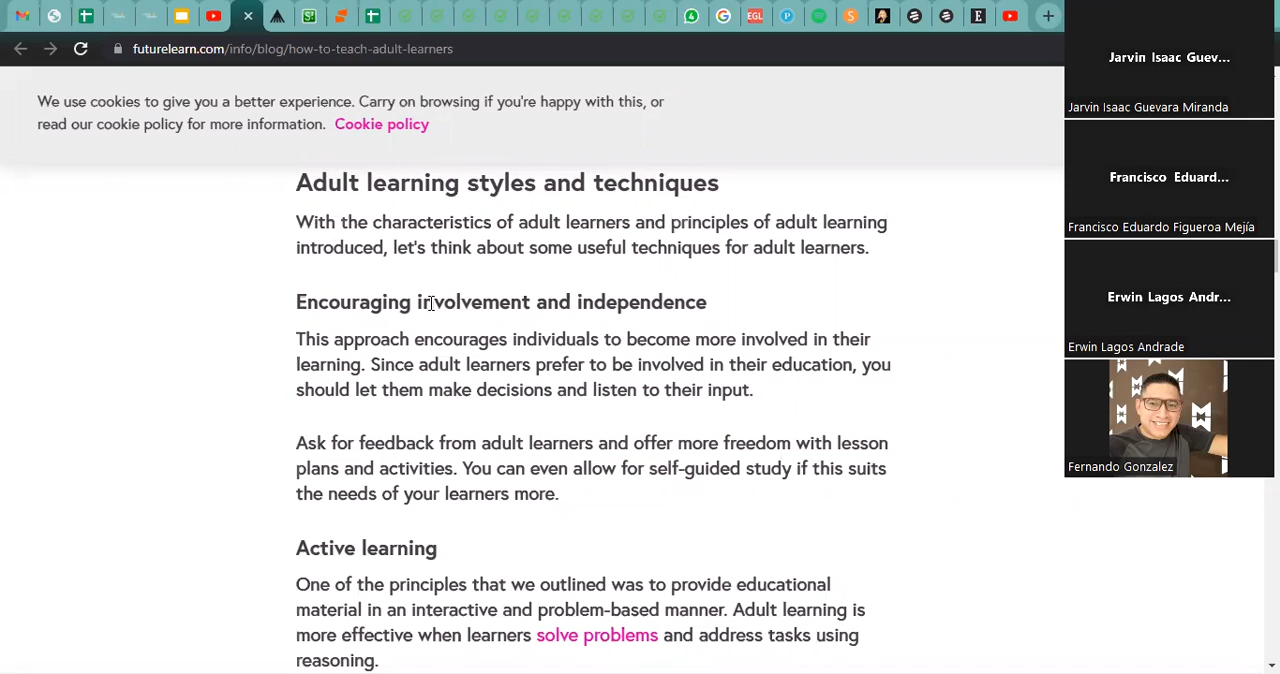 futurelearn.com/info/blog/how-to-teach-adult-learners
We use cookies to give you a better experience. Carry on browsing if you're happy with this, or
read our cookie policy for more information. Cookie policy
Adult learning styles and techniques
With the characteristics of adult learners and principles of adult learning
introduced, let's think about some useful techniques for adult learners.
Encouraging involvement and independence
This approach encourages individuals to become more involved in their
learning. Since adult learners prefer to be involved in their education, you
should let them make decisions and listen to their input.
Ask for feedback from adult learners and offer more freedom with lesson
plans and activities. You can even allow for self-guided study if this suits
the needs of your learners more.
Active learning
One of the principles that we outlined was to provide educational
material in an interactive and problem-based manner. Adult learning is
more effective when learners solve problems and address tasks using
reasoning.
Jarvin Isaac Guev...
Jarvin Isaac Guevara Miranda
Francisco Eduard...
Francisco Eduardo Figueroa Mejía
Erwin Lagos Andr...
Erwin Lagos Andrade
Fernando Gonzalez